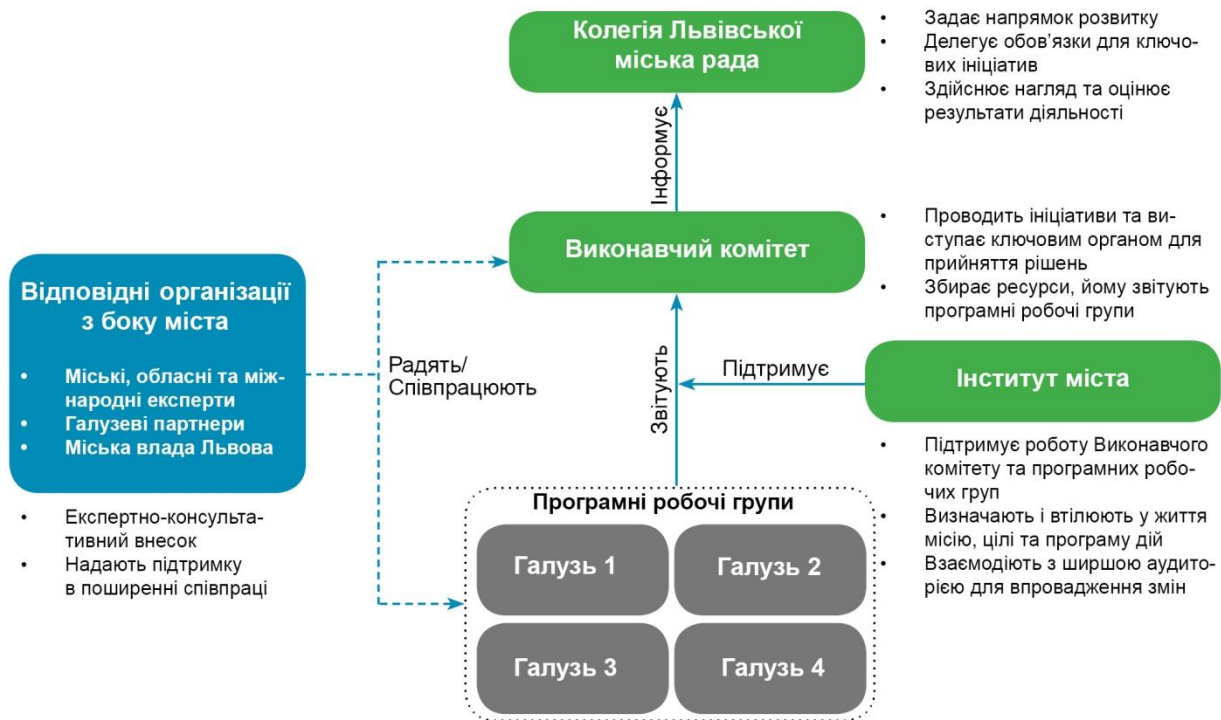 Колегія Львівської
міська рада
• Задає напрямок розвитку
• Делегує обов’язки для ключо-
вих ініціатив
• Здійснює нагляд та оцінює
результати діяльності
Інформує
Виконавчий комітет
• Проводить ініціативи та ви-
ступає ключовим органом для
прийняття рішень
• Збирає ресурси, йому звітують
програмні робочі групи
Відповідні організації
з боку міста
• Міські, обласні та між-
народні експерти
• Галузеві партнери
• Міська влада Львова
• Експертно-консульта-
тивний внесок
• Надають підтримку
в поширенні співпраці
Радять/
Співпрацюють
Звітують
Підтримує
Інститут міста
• Підтримує роботу Виконавчого
комітету та програмних робо-
чих груп
• Визначають і втілюють у життя
місію, цілі та програму дій
• Взаємодіють з ширшою аудито-
рією для впровадження змін
Програмні робочі групи
Галузь 1
Галузь 2
Галузь 3
Галузь 4